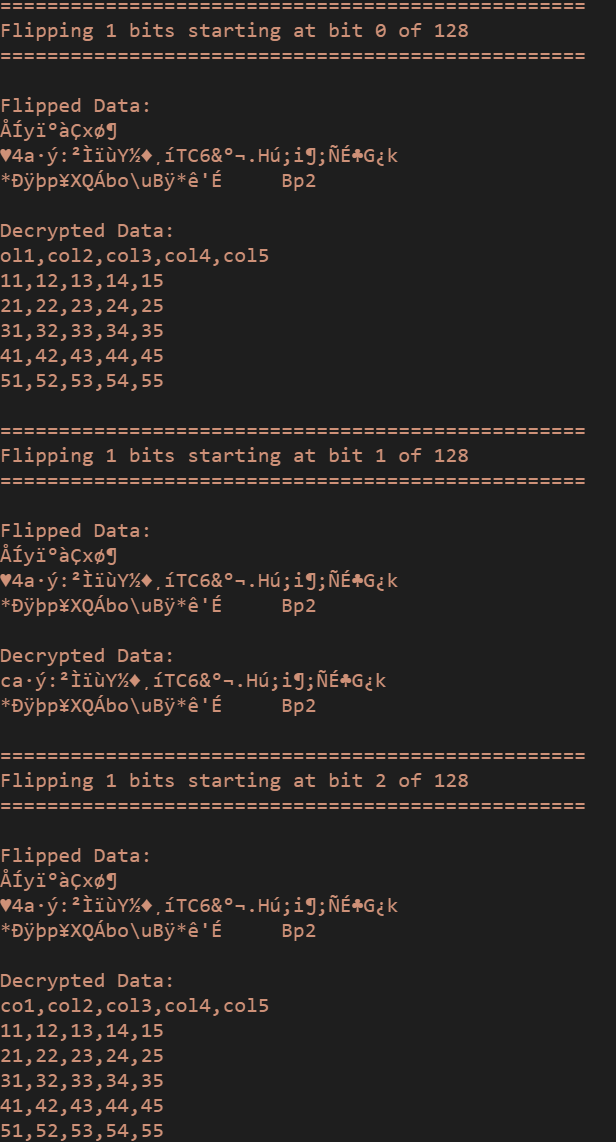 ==================================================
Flipping 1 bits starting at bit 0 of 128
==================================================
Flipped Data:
ÅÍyï°àÇxø¶
♥4a·ý:²ÌïùY½♦¸íTC6&°¬.Hú;i¶;ÑÉ♣G¿k
*Ðÿþp¥XQÁbo\uBÿ*ê'É     Bp2
Decrypted Data:
ol1,col2,col3,col4,col5
11,12,13,14,15
21,22,23,24,25
31,32,33,34,35
41,42,43,44,45
51,52,53,54,55
==================================================
Flipping 1 bits starting at bit 1 of 128
==================================================
Flipped Data:
ÅÍyï°àÇxø¶
♥4a·ý:²ÌïùY½♦¸íTC6&°¬.Hú;i¶;ÑÉ♣G¿k
*Ðÿþp¥XQÁbo\uBÿ*ê'É     Bp2
Decrypted Data:
ca·ý:²ÌïùY½♦¸íTC6&°¬.Hú;i¶;ÑÉ♣G¿k
*Ðÿþp¥XQÁbo\uBÿ*ê'É     Bp2
==================================================
Flipping 1 bits starting at bit 2 of 128
==================================================
Flipped Data:
ÅÍyï°àÇxø¶
♥4a·ý:²ÌïùY½♦¸íTC6&°¬.Hú;i¶;ÑÉ♣G¿k
*Ðÿþp¥XQÁbo\uBÿ*ê'É     Bp2
Decrypted Data:
co1,col2,col3,col4,col5
11,12,13,14,15
21,22,23,24,25
31,32,33,34,35
41,42,43,44,45
51,52,53,54,55